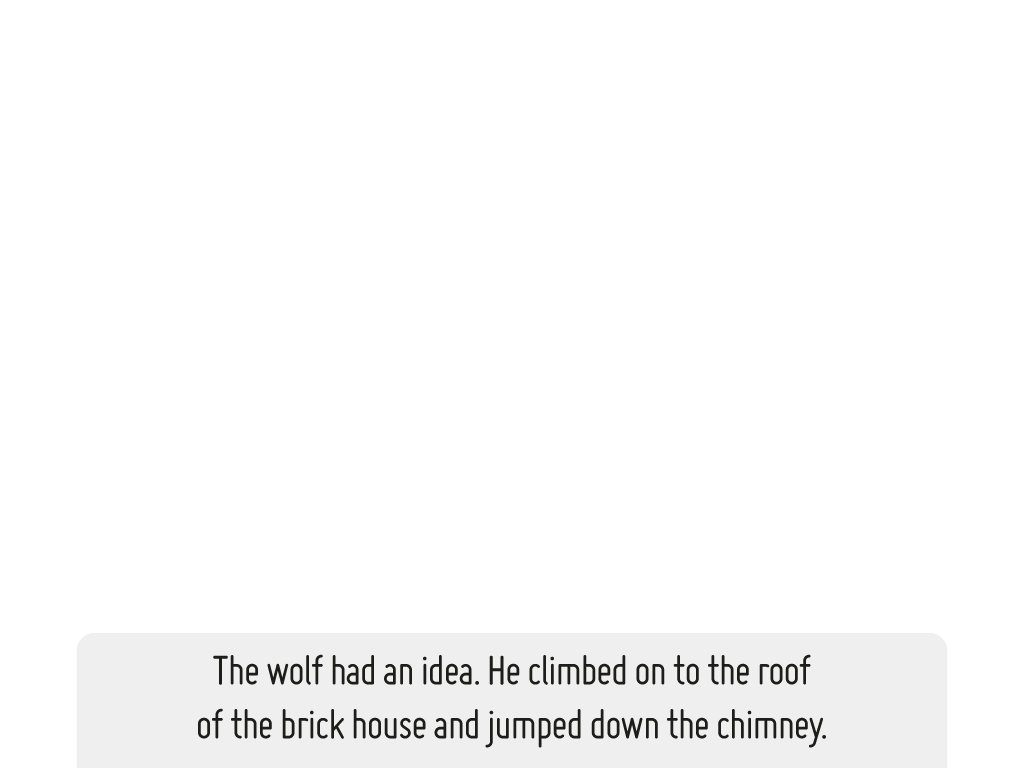 The wolf had an idea. He climbed on to the roof
of the brick house and jumped down the chimney.